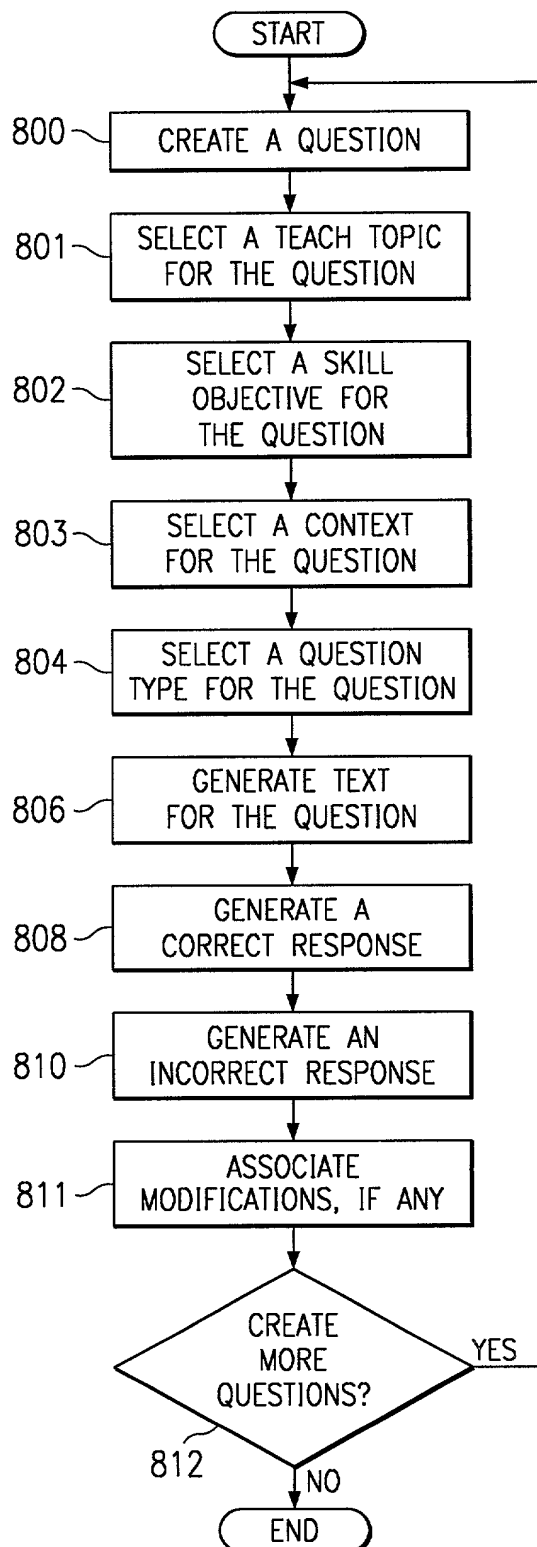 START
800
CREATE A QUESTION
801
SELECT A TEACH TOPIC
FOR THE QUESTION
802
SELECT A SKILL
OBJECTIVE FOR
THE QUESTION
803
SELECT A CONTEXT
FOR THE QUESTION
804
SELECT A QUESTION
TYPE FOR THE QUESTION
806
GENERATE TEXT
FOR THE QUESTION
808
GENERATE A
CORRECT RESPONSE
810
GENERATE AN
INCORRECT RESPONSE
811
ASSOCIATE
MODIFICATIONS, IF ANY
CREATE
MORE
QUESTIONS?
YES
812
NO
END